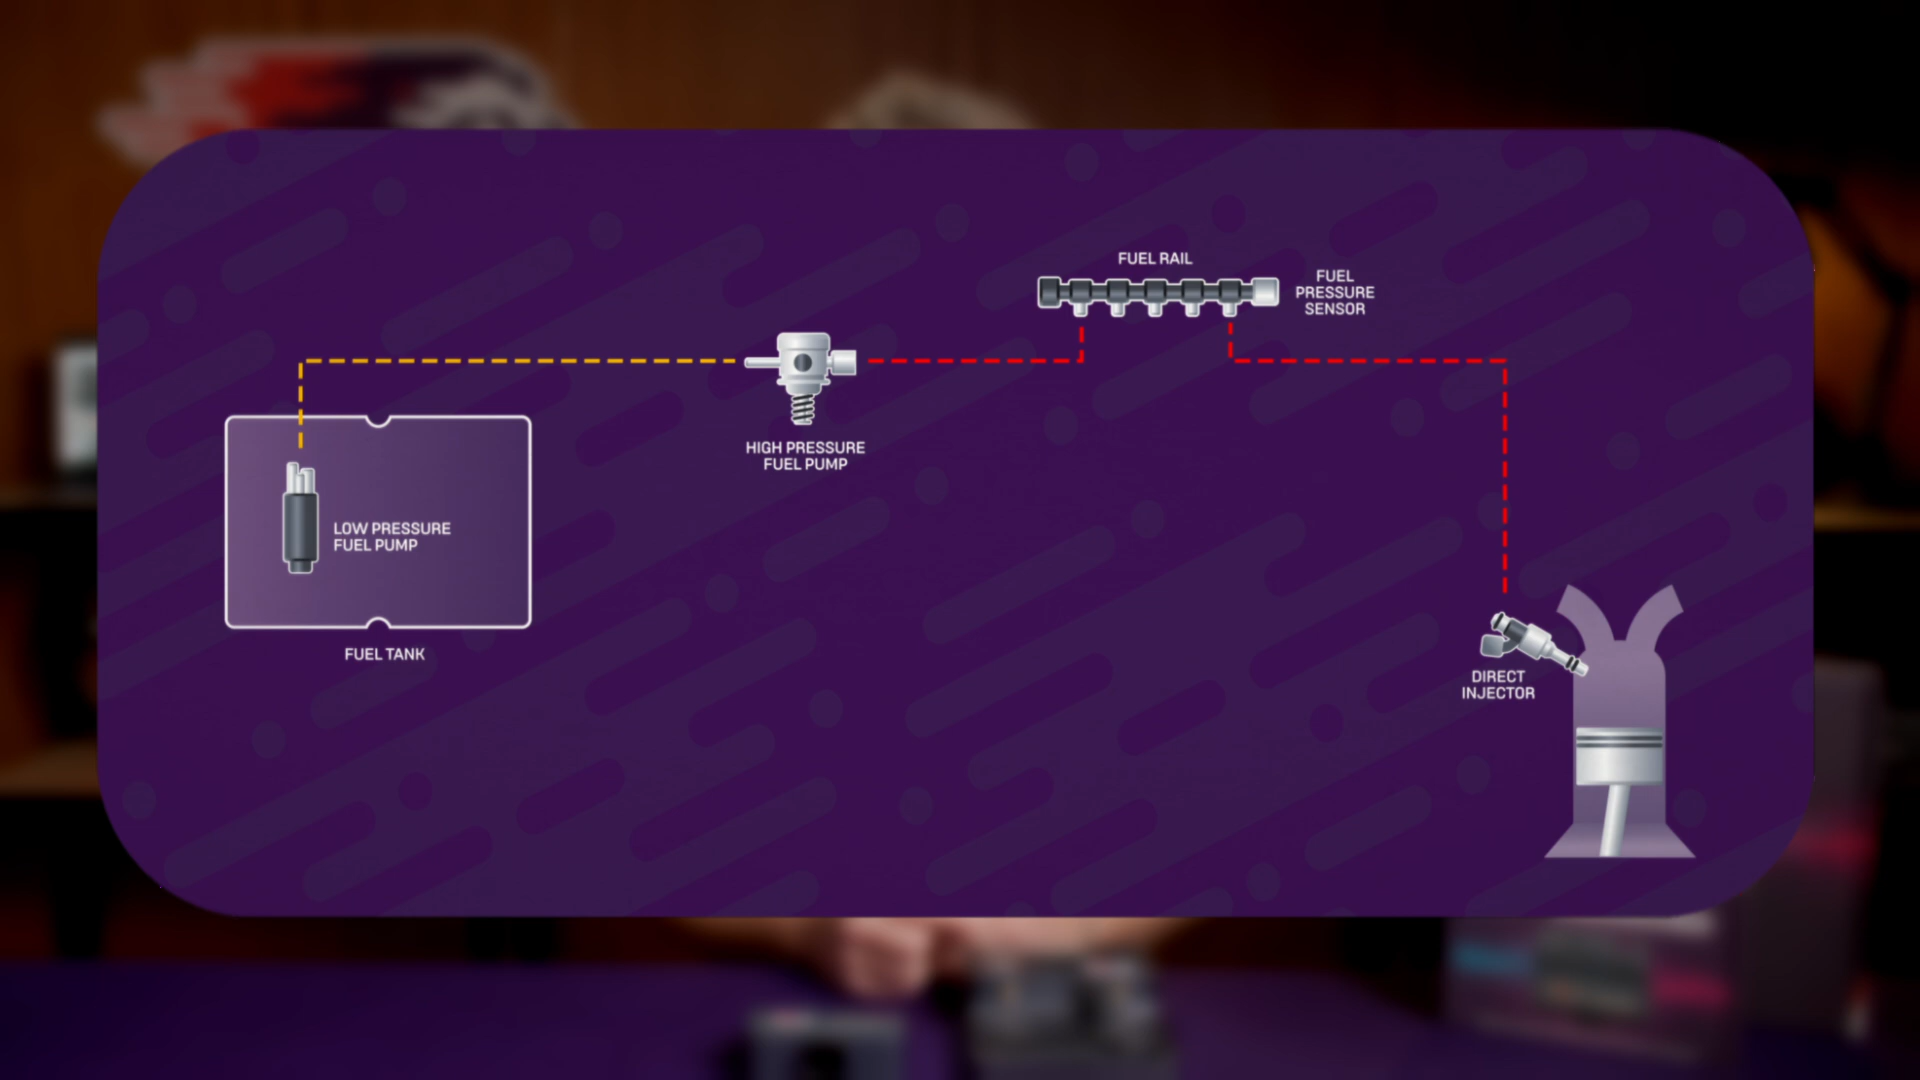 FUEL RAIL
FUEL
PRESSURE
SENSOR
HIGH PRESSURE
FUEL PUMP
LOW PRESSURE
FUEL PUMP
FUEL TANK
DIRECT
INJECTOR